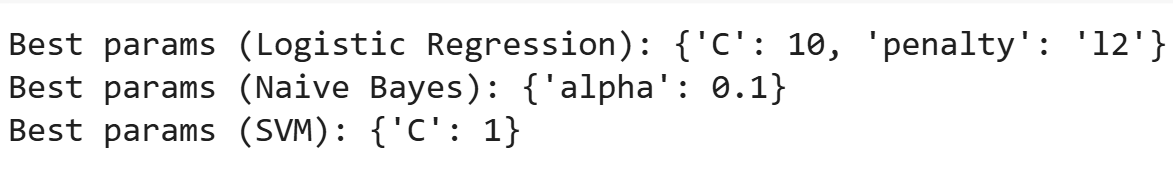 Best params (Logistic Regression): {'C': 10, 'penalty': 'l2'}
Best params (Naive Bayes): {'alpha': 0.1}
Best params (SVM): {'C': 1}